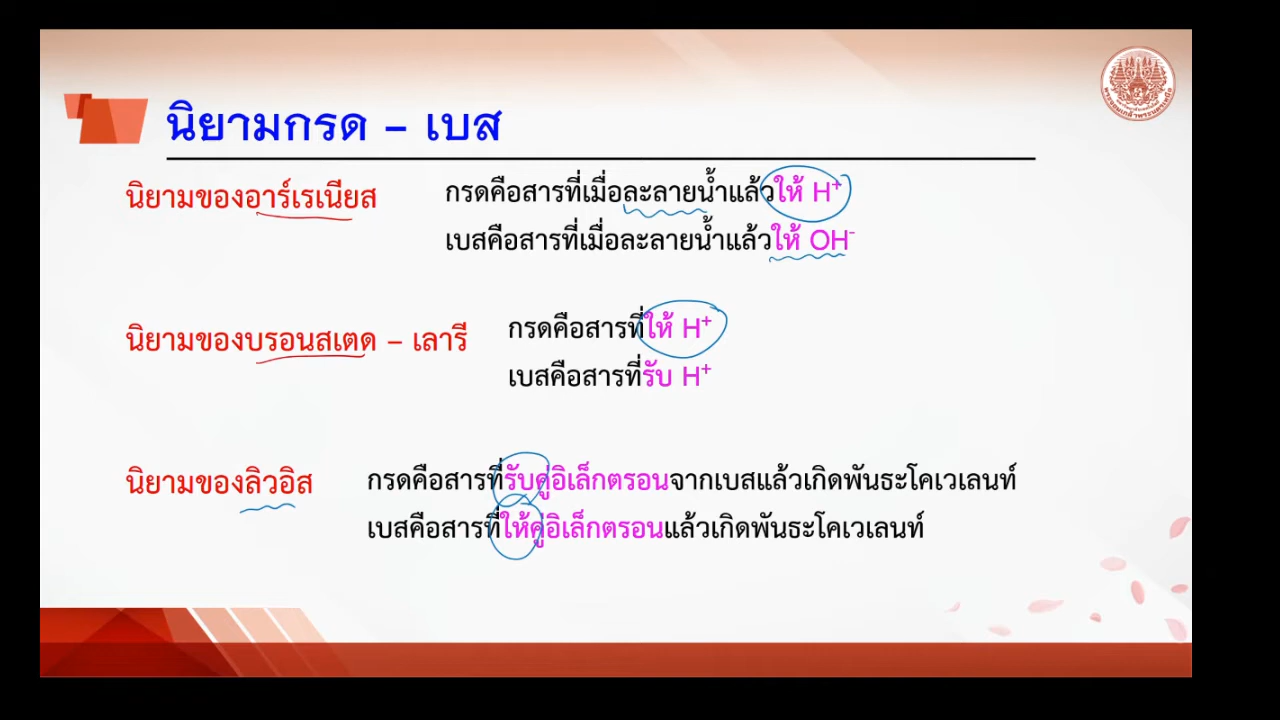 นิยามกรด – เบส
นิยามของอาร์เรเนียส
กรดคือสารที่เมื่อละลายน้ำแล้วให้ H⁺
เบสคือสารที่เมื่อละลายน้ำแล้วให้ OH⁻
นิยามของบรอนสเตด – เลารี
กรดคือสารที่ให้ H⁺
เบสคือสารที่รับ H⁺
นิยามของลิวอิส
กรดคือสารที่รับคู่อิเล็กตรอนจากเบสแล้วเกิดพันธะโคเวเลนท์
เบสคือสารที่ให้คู่อิเล็กตรอนแล้วเกิดพันธะโคเวเลนท์